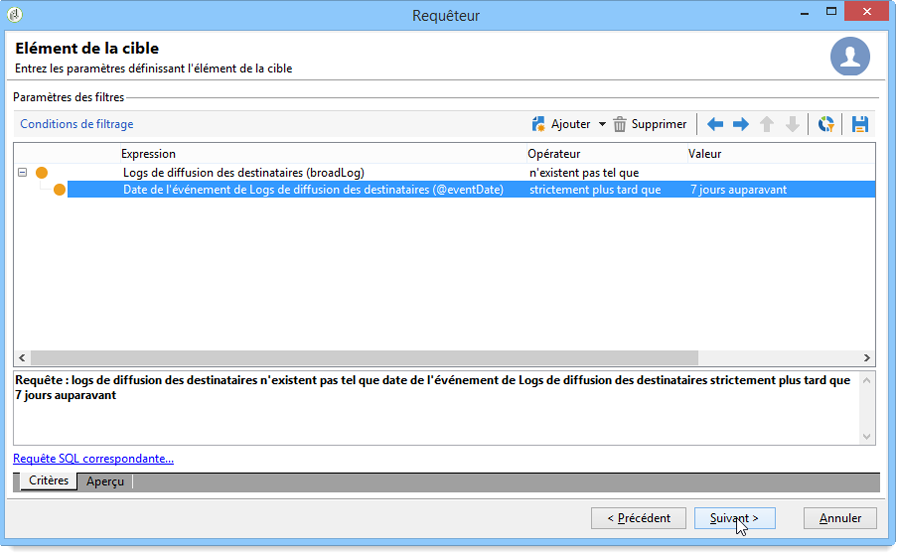 Requêteur
Elément de la cible
Entrez les paramètres définissant l'élément de la cible
Paramètres des filtres
Conditions de filtrage Ajouter Supprimer
Expression Opérateur Valeur
Logs de diffusion des destinataires (broadLog) n'existent pas tel que
Date de l'événement de Logs de diffusion des destinataires (@eventDate) strictement plus tard que 7 jours auparavant
Requête : logs de diffusion des destinataires n'existent pas tel que date de l'événement de Logs de diffusion des destinataires strictement plus tard que
7 jours auparavant
Requête SQL correspondante...
Critères Aperçu
< Précédent Suivant > Annuler